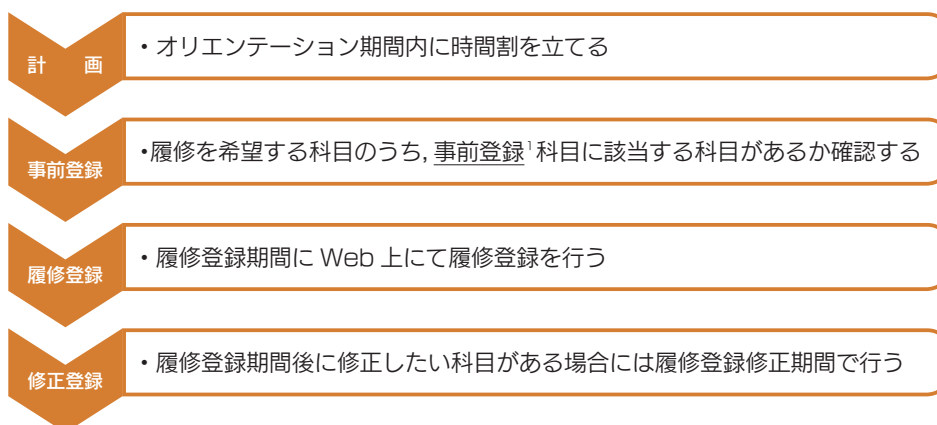 計　画
・オリエンテーション期間内に時間割を立てる
事前登録
・履修を希望する科目のうち，事前登録¹科目に該当する科目があるか確認する
履修登録
・履修登録期間に Web 上にて履修登録を行う
修正登録
・履修登録期間後に修正したい科目がある場合には履修登録修正期間で行う